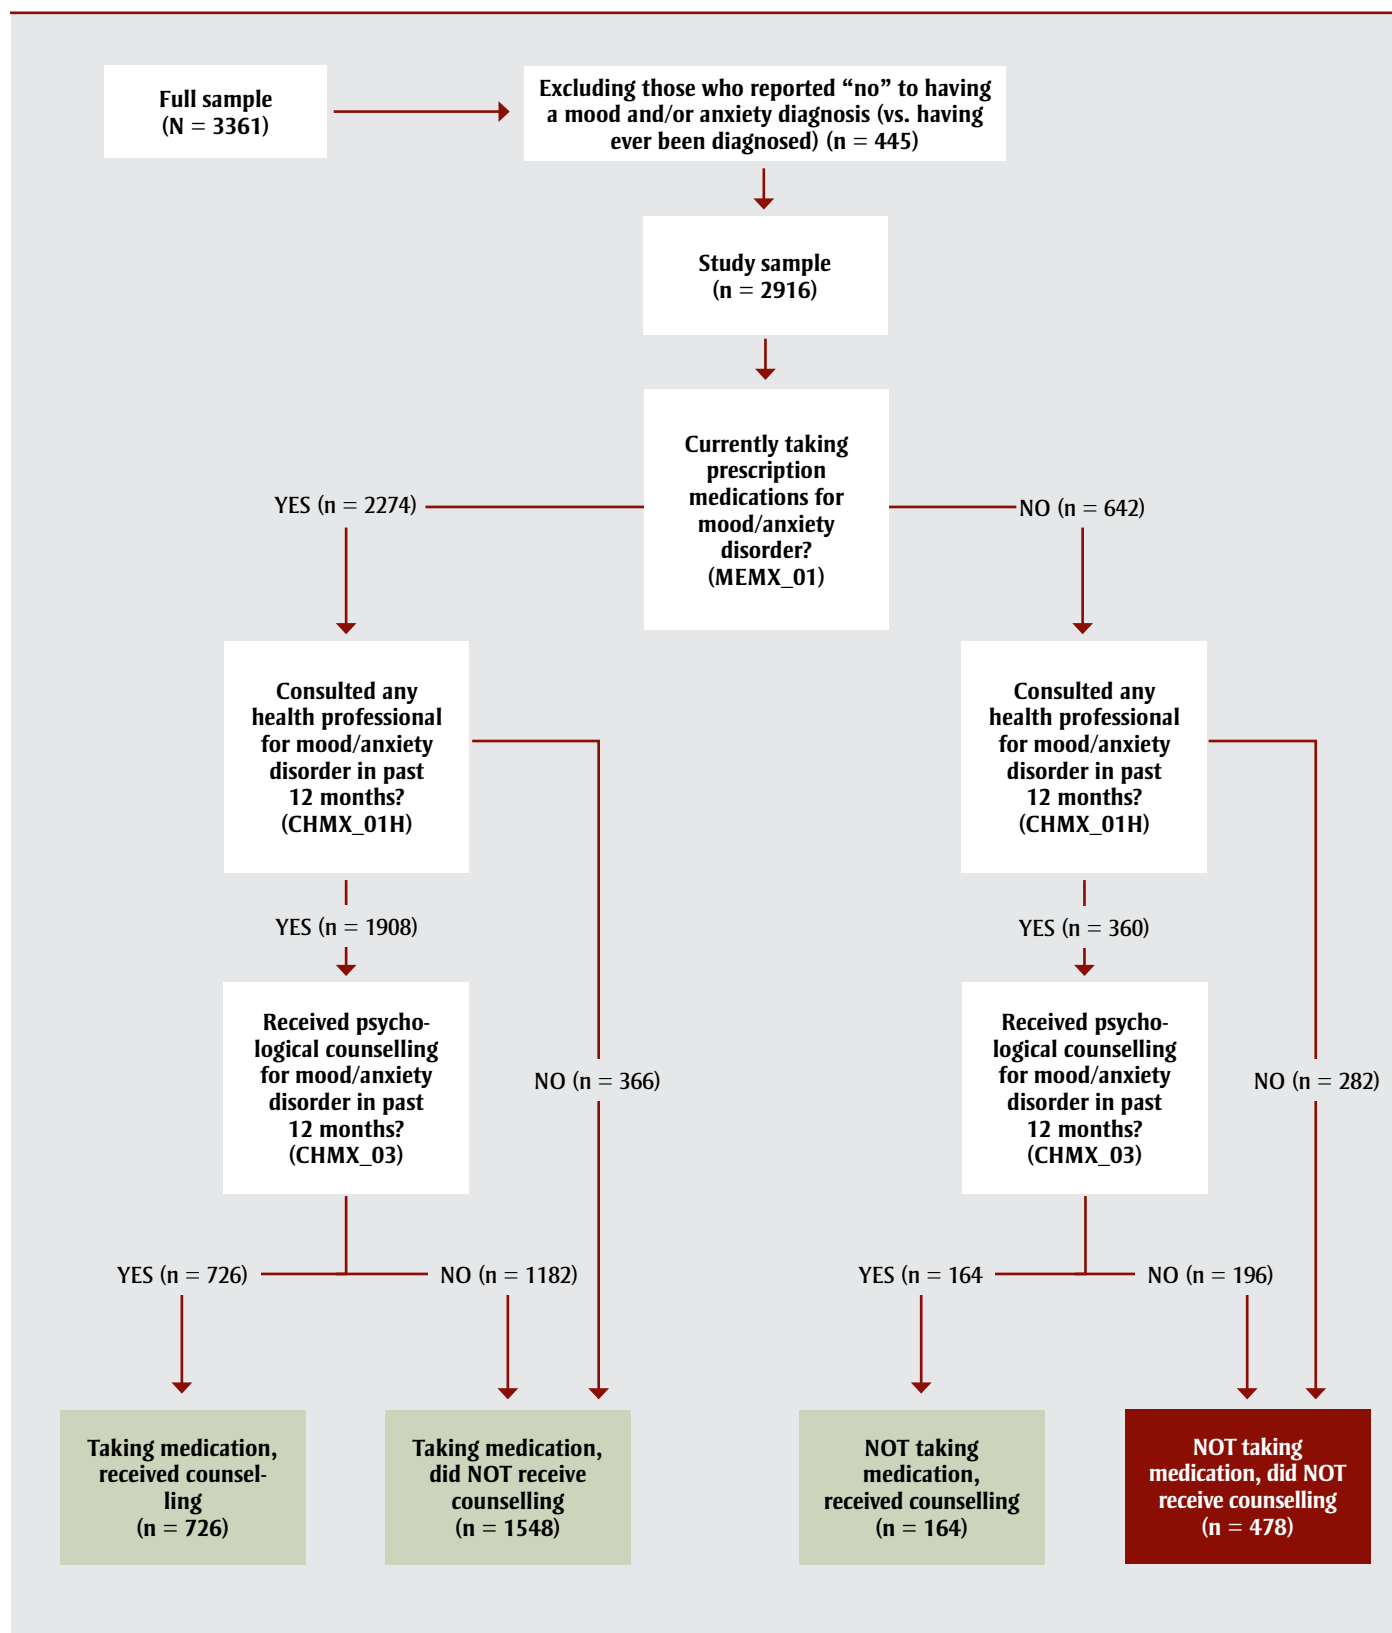 Full sample
(N = 3361)
Excluding those who reported “no” to having
a mood and/or anxiety diagnosis (vs. having
ever been diagnosed) (n = 445)
Study sample
(n = 2916)
Currently taking
prescription
medications for
mood/anxiety
disorder?
(MEMX_01)
YES (n = 2274)
NO (n = 642)
Consulted any
health professional
for mood/anxiety
disorder in past
12 months?
(CHMX_01H)
Consulted any
health professional
for mood/anxiety
disorder in past
12 months?
(CHMX_01H)
YES (n = 1908)
YES (n = 360)
Received psycho-
logical counselling
for mood/anxiety
disorder in past
12 months?
(CHMX_03)
NO (n = 366)
Received psycho-
logical counselling
for mood/anxiety
disorder in past
12 months?
(CHMX_03)
NO (n = 282)
YES (n = 726)
NO (n = 1182)
YES (n = 164
NO (n = 196)
Taking medication,
received counsel-
ling
(n = 726)
Taking medication,
did NOT receive
counselling
(n = 1548)
NOT taking
medication,
received counselling
(n = 164)
NOT taking
medication, did NOT
receive counselling
(n = 478)